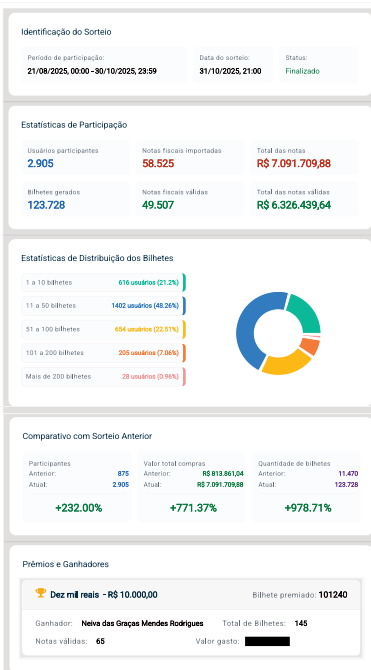 Identificação do Sorteio
Período de participação:
21/08/2025, 00:00 - 30/10/2025, 23:59
Data do sorteio:
31/10/2025, 21:00
Status:
Finalizado
Estatísticas de Participação
Usuários participantes
2.905
Notas fiscais importadas
58.525
Total das notas
R$ 7.091.709,88
Bilhetes gerados
123.728
Notas fiscais válidas
49.507
Total das notas válidas
R$ 6.326.439,64
Estatísticas de Distribuição dos Bilhetes
1 a 10 bilhetes 616 usuários (21.2%)
11 a 50 bilhetes 1402 usuários (48.26%)
51 a 100 bilhetes 654 usuários (22.51%)
101 a 200 bilhetes 205 usuários (7.06%)
Mais de 200 bilhetes 28 usuários (0.96%)
Comparativo com Sorteio Anterior
Participantes
Anterior: 875
Atual: 2.905
+232.00%
Valor total compras
Anterior: R$ 813.861,04
Atual: R$ 7.091.709,88
+771.37%
Quantidade de bilhetes
Anterior: 11.470
Atual: 123.728
+978.71%
Prêmios e Ganhadores
Dez mil reais - R$ 10.000,00 Bilhete premiado: 101240
Ganhador: Neiva das Graças Mendes Rodrigues Total de Bilhetes: 145
Notas válidas: 65 Valor gasto: